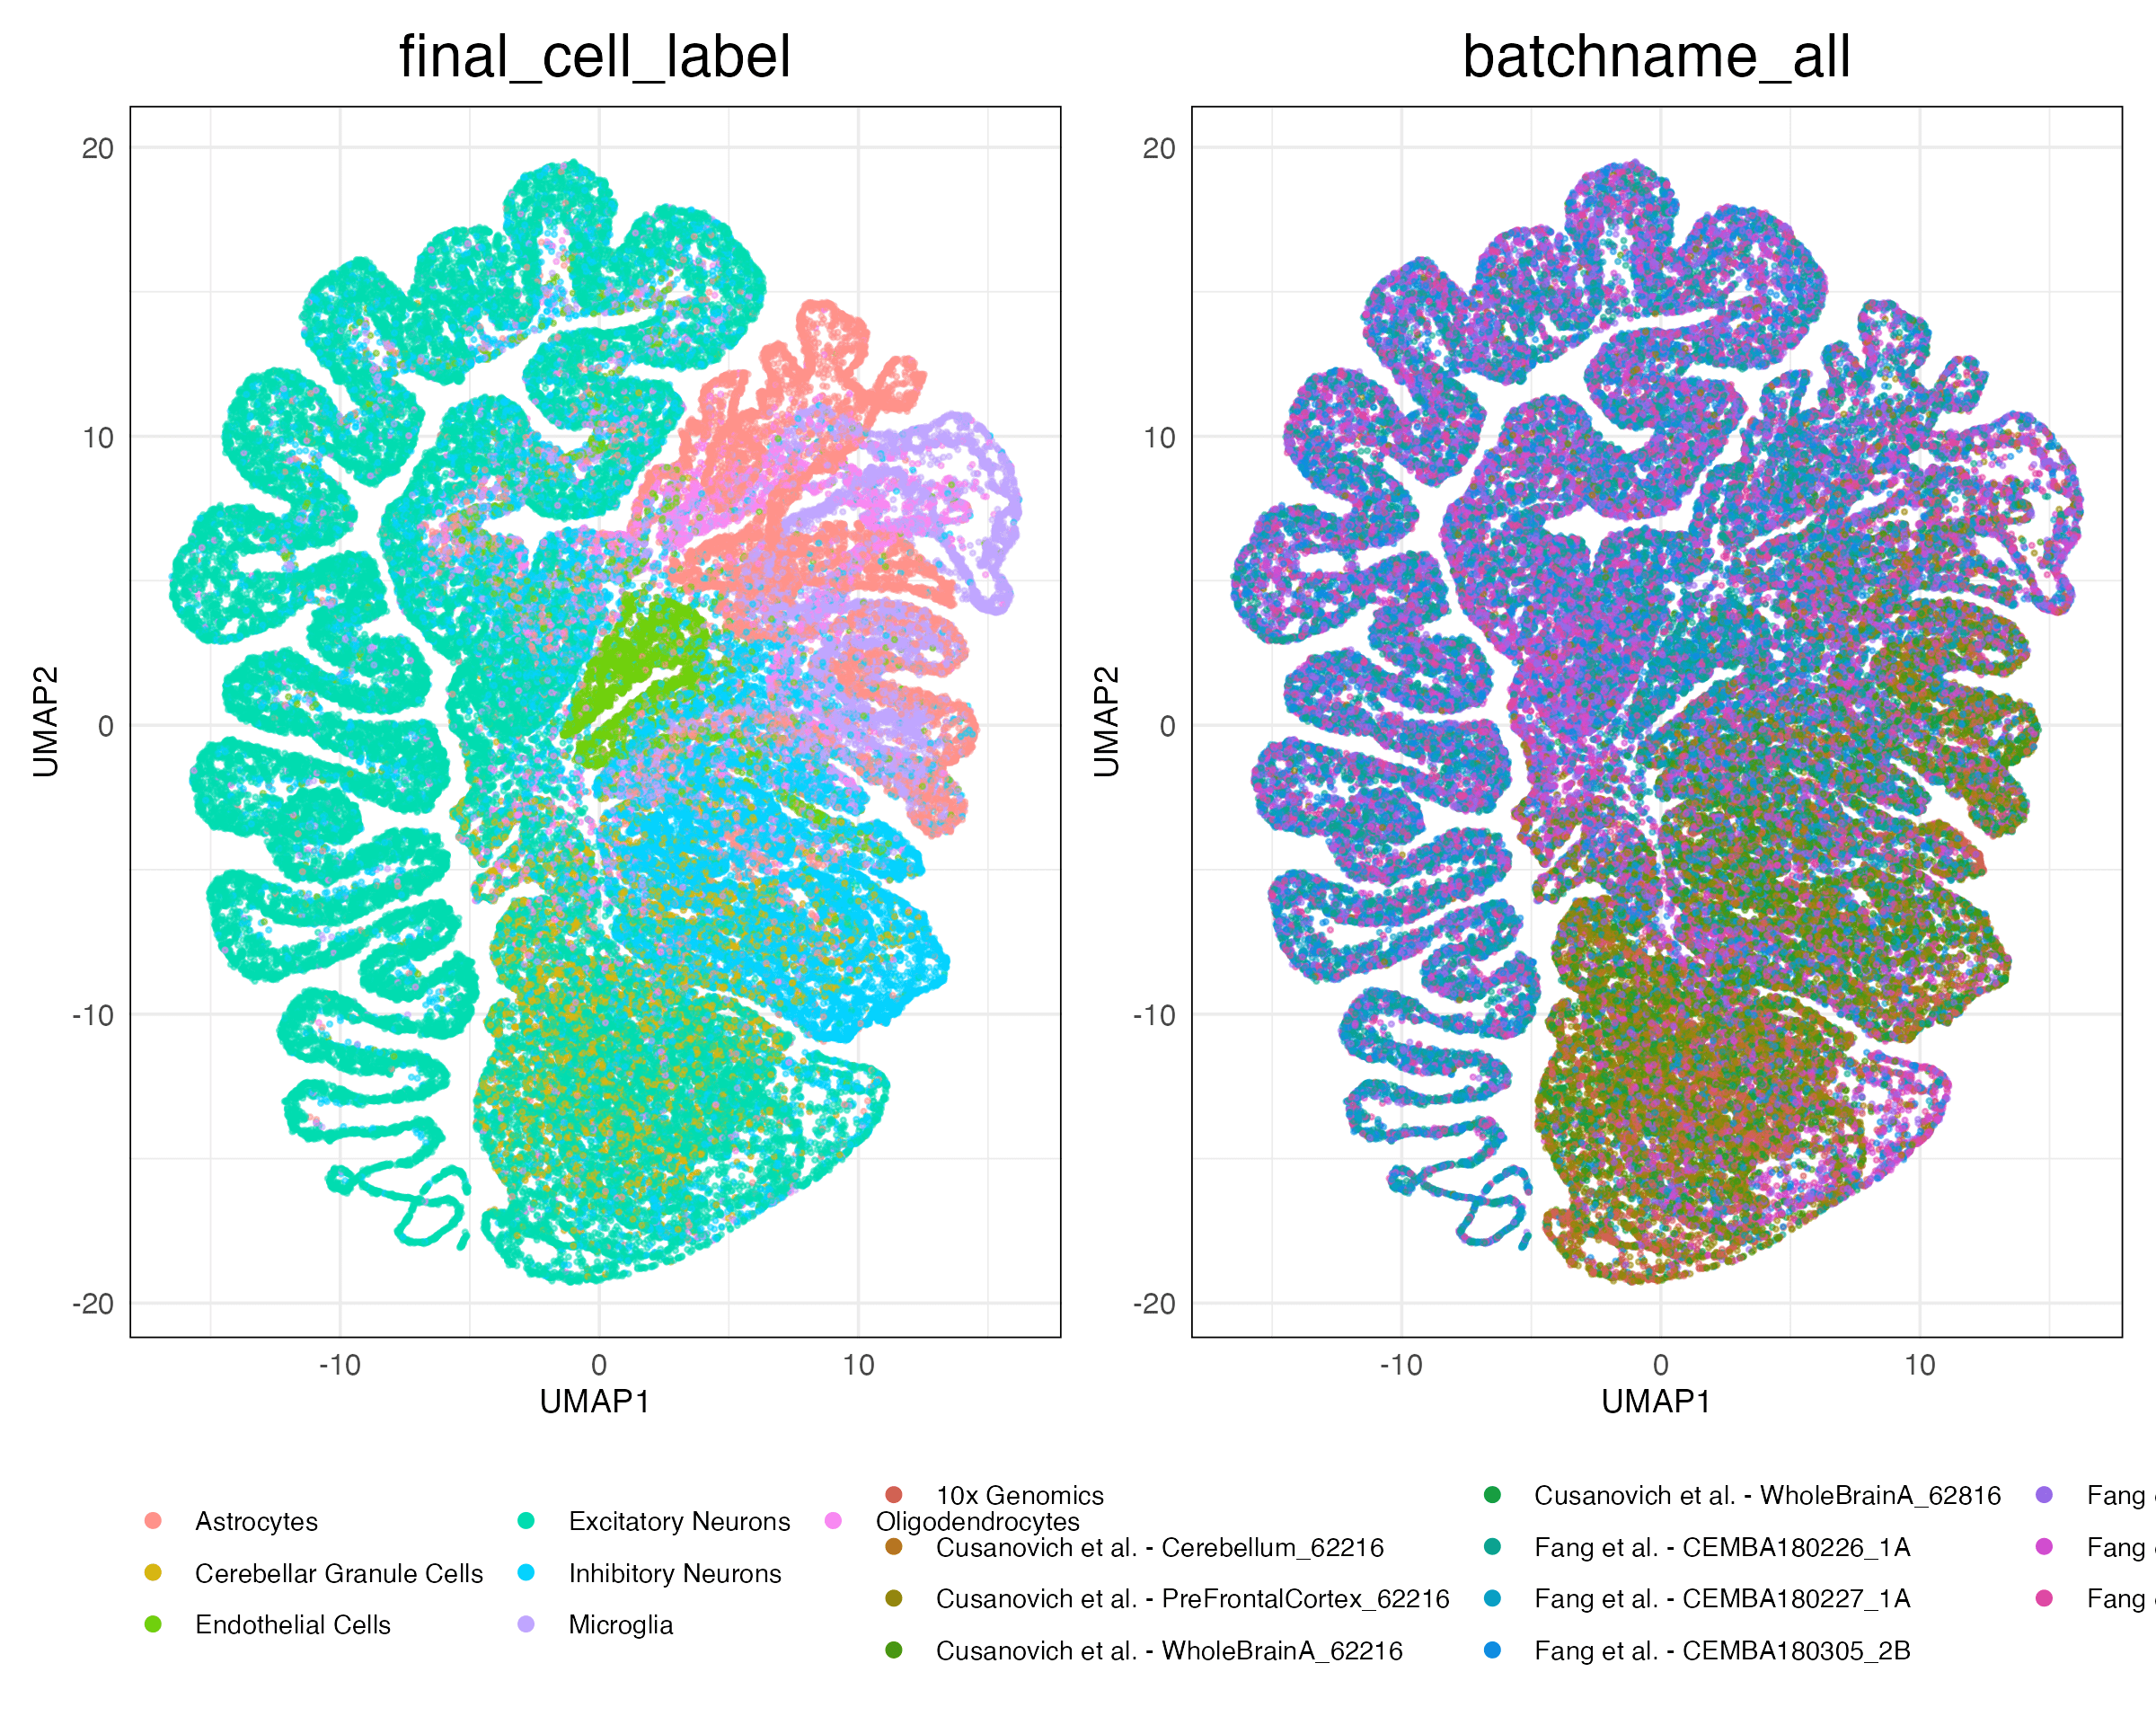 final_cell_label
batchname_all
20
10
0
-10
-20
UMAP2
-10 0 10
UMAP1
20
10
0
-10
-20
UMAP2
-10 0 10
UMAP1
Astrocytes
Cerebellar Granule Cells
Endothelial Cells
Excitatory Neurons
Inhibitory Neurons
Microglia
Oligodendrocytes
10x Genomics
Cusanovich et al. - Cerebellum_62216
Cusanovich et al. - PreFrontalCortex_62216
Cusanovich et al. - WholeBrainA_62216
Cusanovich et al. - WholeBrainA_62816
Fang et al. - CEMBA180226_1A
Fang et al. - CEMBA180227_1A
Fang et al. - CEMBA180305_2B
Fang
Fang
Fang